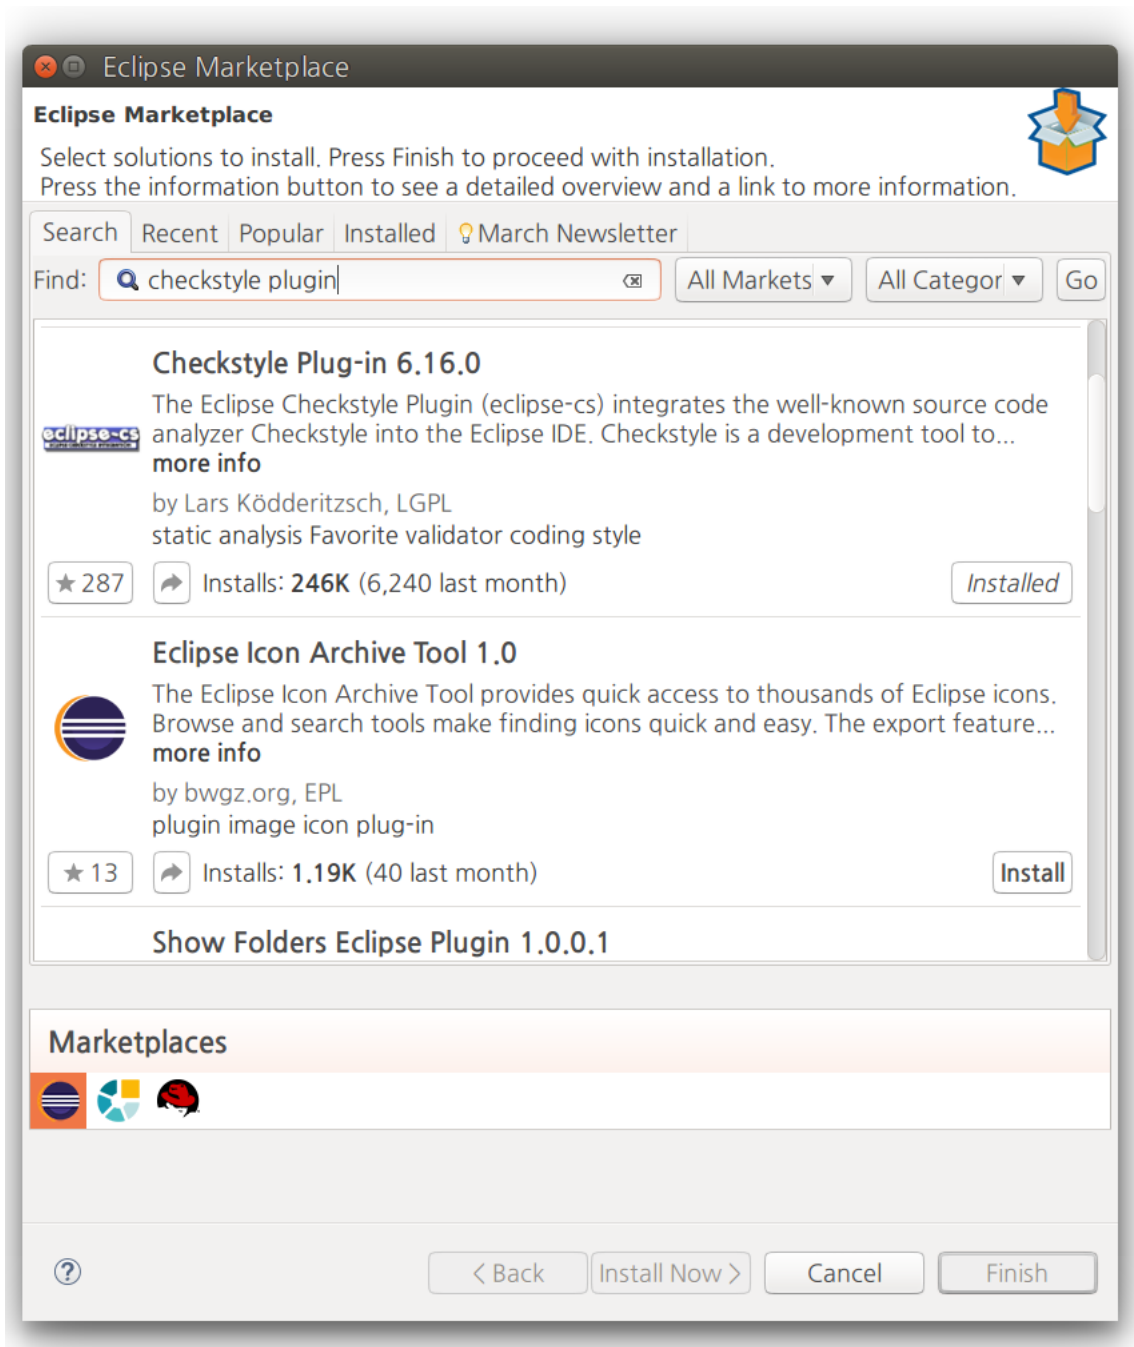 Eclipse Marketplace
Eclipse Marketplace
Select solutions to install. Press Finish to proceed with installation.
Press the information button to see a detailed overview and a link to more information.
Search Recent Popular Installed March Newsletter
Find: checkstyle plugin All Markets All Categor Go
Checkstyle Plug-in 6.16.0
The Eclipse Checkstyle Plugin (eclipse-cs) integrates the well-known source code
eclipse-cs analyzer Checkstyle into the Eclipse IDE. Checkstyle is a development tool to...
more info
by Lars Ködderitzsch, LGPL
static analysis Favorite validator coding style
287 Installs: 246K (6,240 last month) Installed
Eclipse Icon Archive Tool 1.0
The Eclipse Icon Archive Tool provides quick access to thousands of Eclipse icons.
Browse and search tools make finding icons quick and easy. The export feature...
more info
by bwgz.org, EPL
plugin image icon plug-in
13 Installs: 1.19K (40 last month) Install
Show Folders Eclipse Plugin 1.0.0.1
Marketplaces
? < Back Install Now > Cancel Finish